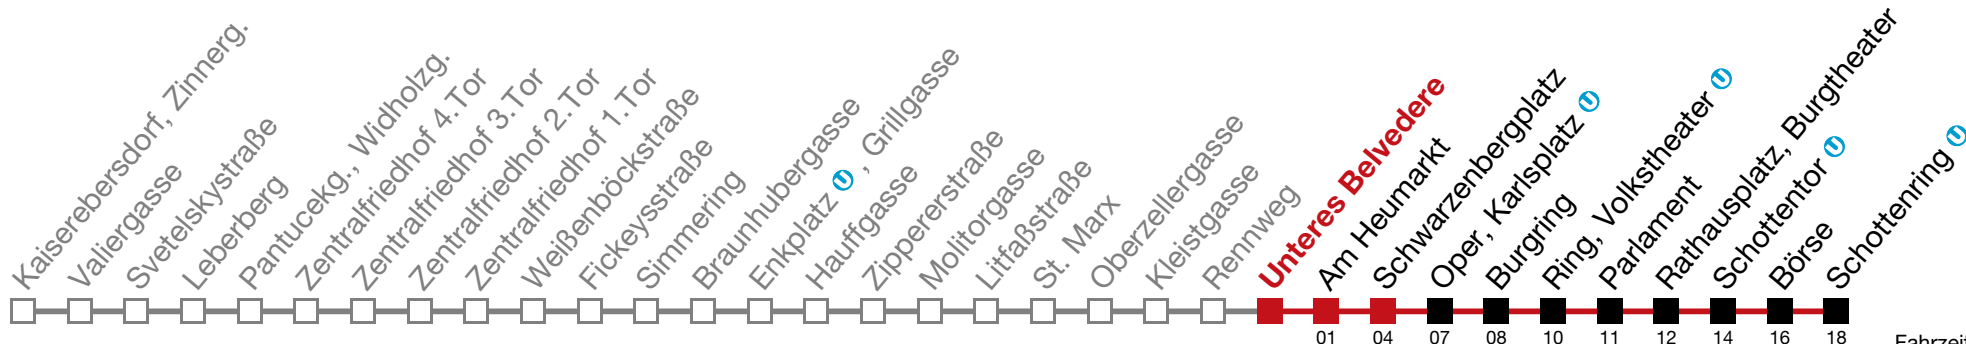 Kaiserebersdorf, Zinnerg.
Valiergasse
Svetelskystraße
Leberberg
Pantucekg., Widholzg.
Zentralfriedhof 4. Tor
Zentralfriedhof 3. Tor
Zentralfriedhof 2. Tor
Zentralfriedhof 1. Tor
Weißenböckstraße
Fickeysstraße
Simmering
Braunhubergasse
Enkplatz U , Grillgasse
Hauffgasse
Zippererstraße
Molitorgasse
Litfaßstraße
St. Marx
Oberzellergasse
Kleistgasse
Rennweg
Unteres Belvedere
Am Heumarkt
Schwarzenbergplatz
Oper, Karlsplatz U
Burgring
Ring, Volkstheater U
Parlament
Rathausplatz, Burgtheater
Schottentor U
Börse
Schottenring U
01 04 07 08 10 11 12 14 16 18 Fahrzeit